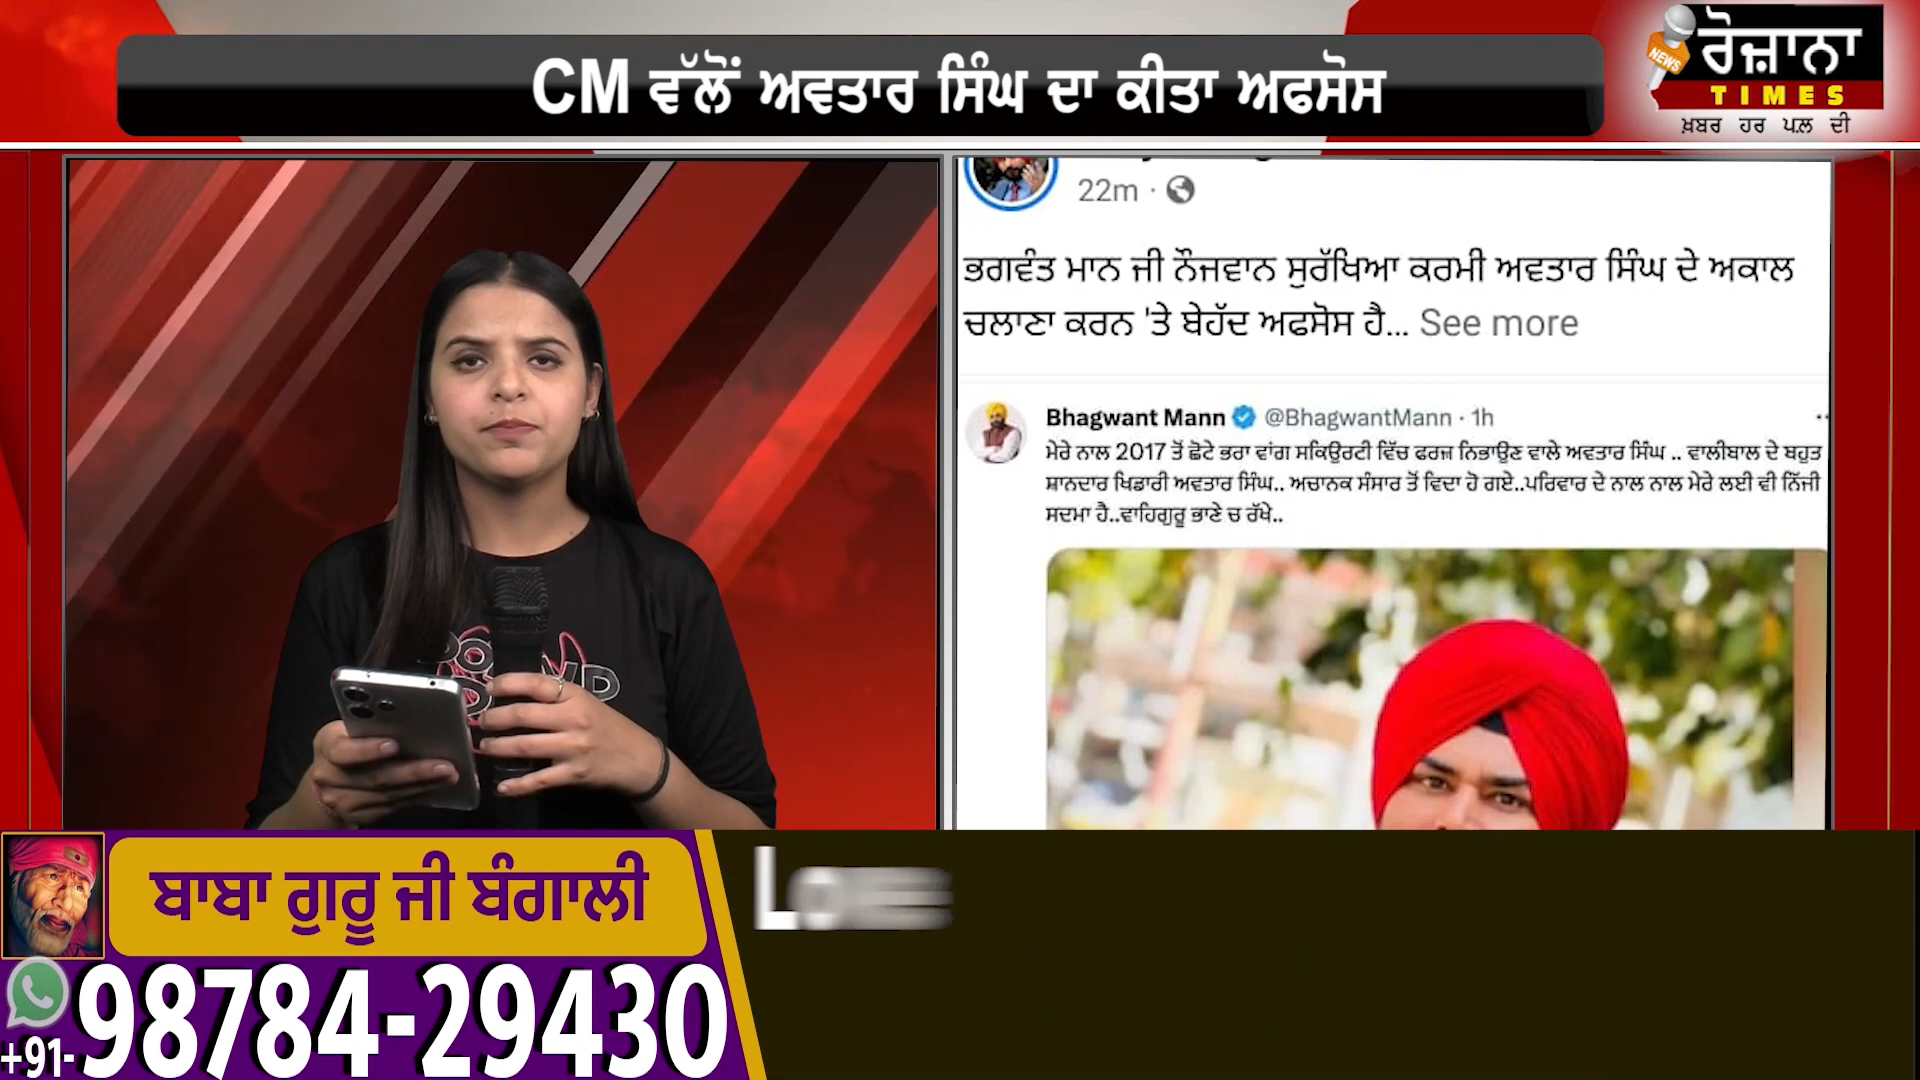 CM ਵੱਲੋਂ ਅਵਤਾਰ ਸਿੰਘ ਦਾ ਕੀਤਾ ਅਫਸੋਸ
NEWS
ਰੋਜ਼ਾਨਾ
TIMES
ਖ਼ਬਰ ਹਰ ਪਲ਼ ਦੀ
22m ·
ਭਗਵੰਤ ਮਾਨ ਜੀ ਨੌਜਵਾਨ ਸੁਰੱਖਿਆ ਕਰਮੀ ਅਵਤਾਰ ਸਿੰਘ ਦੇ ਅਕਾਲ
ਚਲਾਣਾ ਕਰਨ 'ਤੇ ਬੇਹੱਦ ਅਫਸੋਸ ਹੈ... See more
Bhagwant Mann @BhagwantMann · 1h
ਮੇਰੇ ਨਾਲ 2017 ਤੋਂ ਛੋਟੇ ਭਰਾ ਵਾਂਗ ਸਕਿਉਰਟੀ ਵਿੱਚ ਫਰਜ਼ ਨਿਭਾਉਣ ਵਾਲੇ ਅਵਤਾਰ ਸਿੰਘ .. ਵਾਲੀਬਾਲ ਦੇ ਬਹੁਤ
ਸ਼ਾਨਦਾਰ ਖਿਡਾਰੀ ਅਵਤਾਰ ਸਿੰਘ.. ਅਚਾਨਕ ਸੰਸਾਰ ਤੋਂ ਵਿਦਾ ਹੋ ਗਏ..ਪਰਿਵਾਰ ਦੇ ਨਾਲ ਨਾਲ ਮੇਰੇ ਲਈ ਵੀ ਨਿੱਜੀ
ਸਦਮਾ ਹੈ..ਵਾਹਿਗੁਰੂ ਭਾਣੇ ਚ ਰੱਖੇ..
ਬਾਬਾ ਗੁਰੂ ਜੀ ਬੰਗਾਲੀ
+91-98784-29430